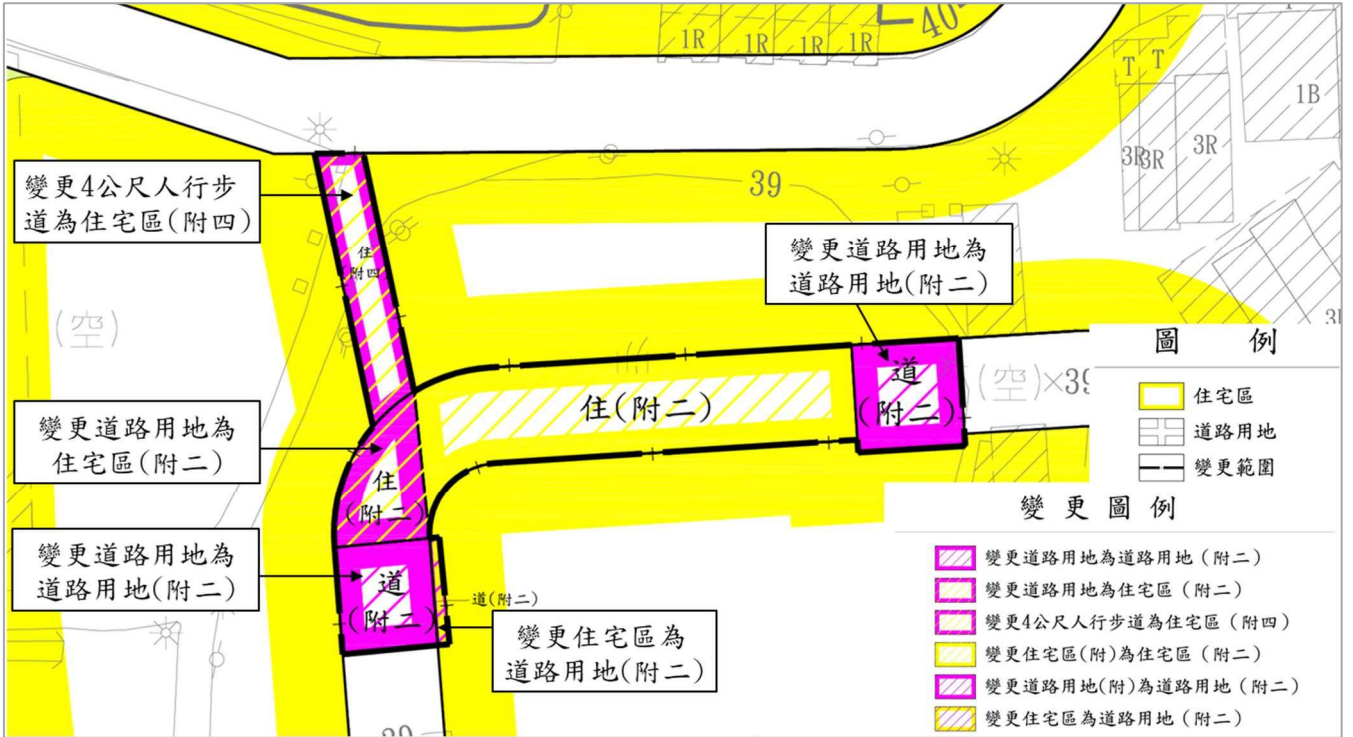 40
1R
1R
1R
1R
T
T
1B
3R
3R
3R
39
變更4公尺人行步
道為住宅區(附四)
住
(附四)
(空)
變更道路用地為
道路用地(附二)
道
(附二)
(空)×39
住(附二)
變更道路用地為
住宅區(附二)
住
(附二)
變更道路用地為
道路用地(附二)
道
(附二)
道(附二)
變更住宅區為
道路用地(附二)
圖 例
住宅區
道路用地
變更範圍
變更圖例
變更道路用地為道路用地(附二)
變更道路用地為住宅區(附二)
變更4公尺人行步道為住宅區(附四)
變更住宅區(附)為住宅區(附二)
變更道路用地(附)為道路用地(附二)
變更住宅區為道路用地(附二)